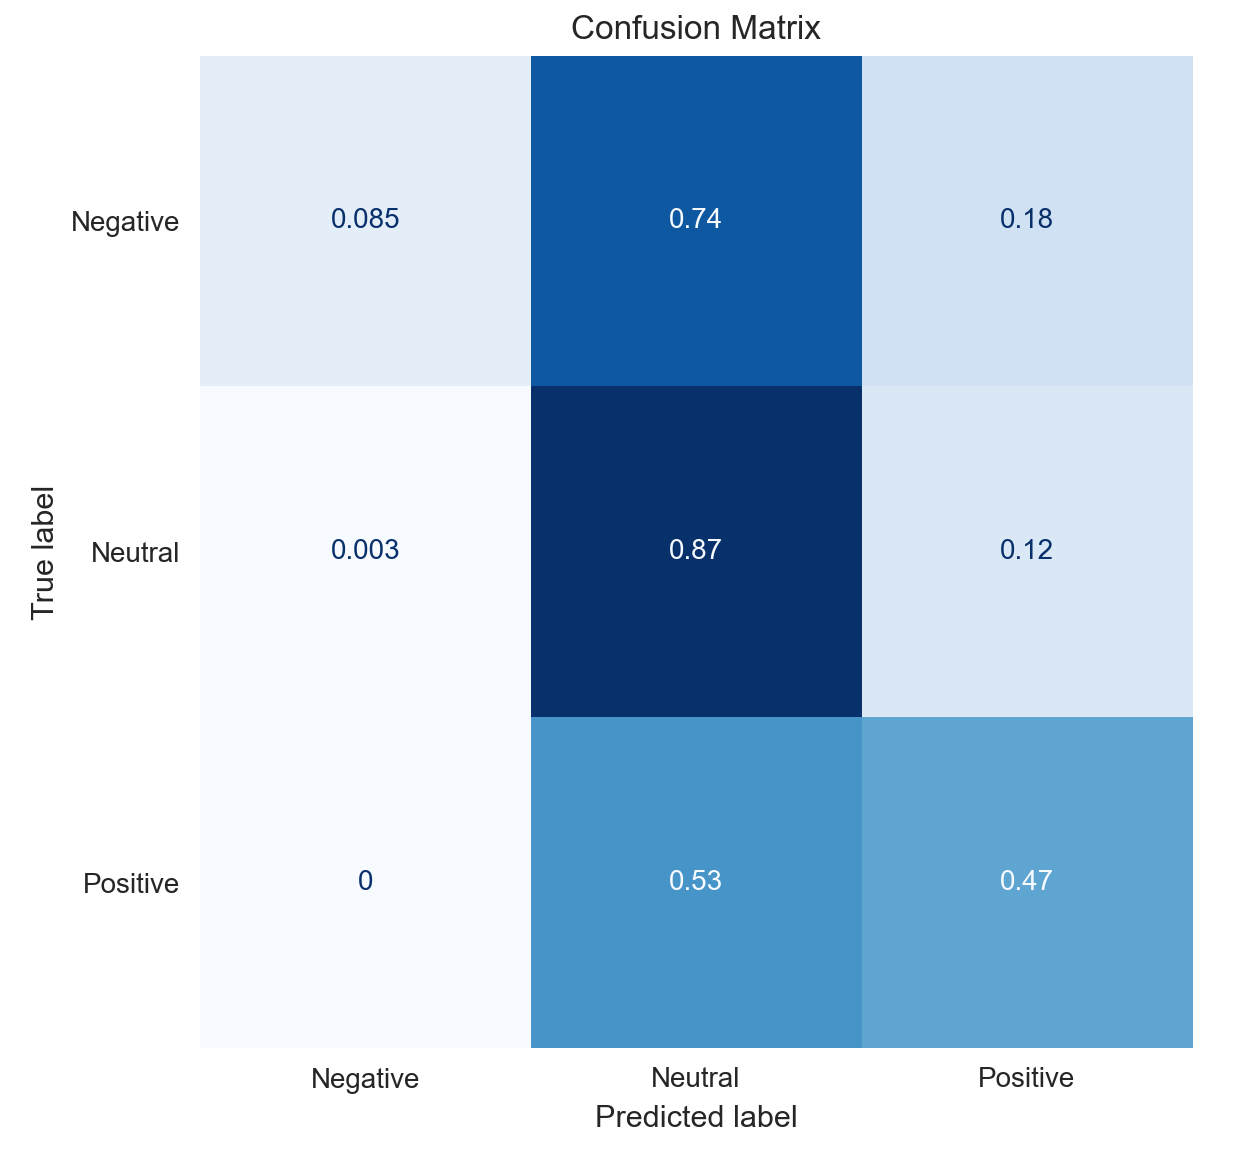 Confusion Matrix
Negative
0.085
0.74
0.18
True label
Neutral
0.003
0.87
0.12
Positive
0
0.53
0.47
Negative
Neutral
Positive
Predicted label